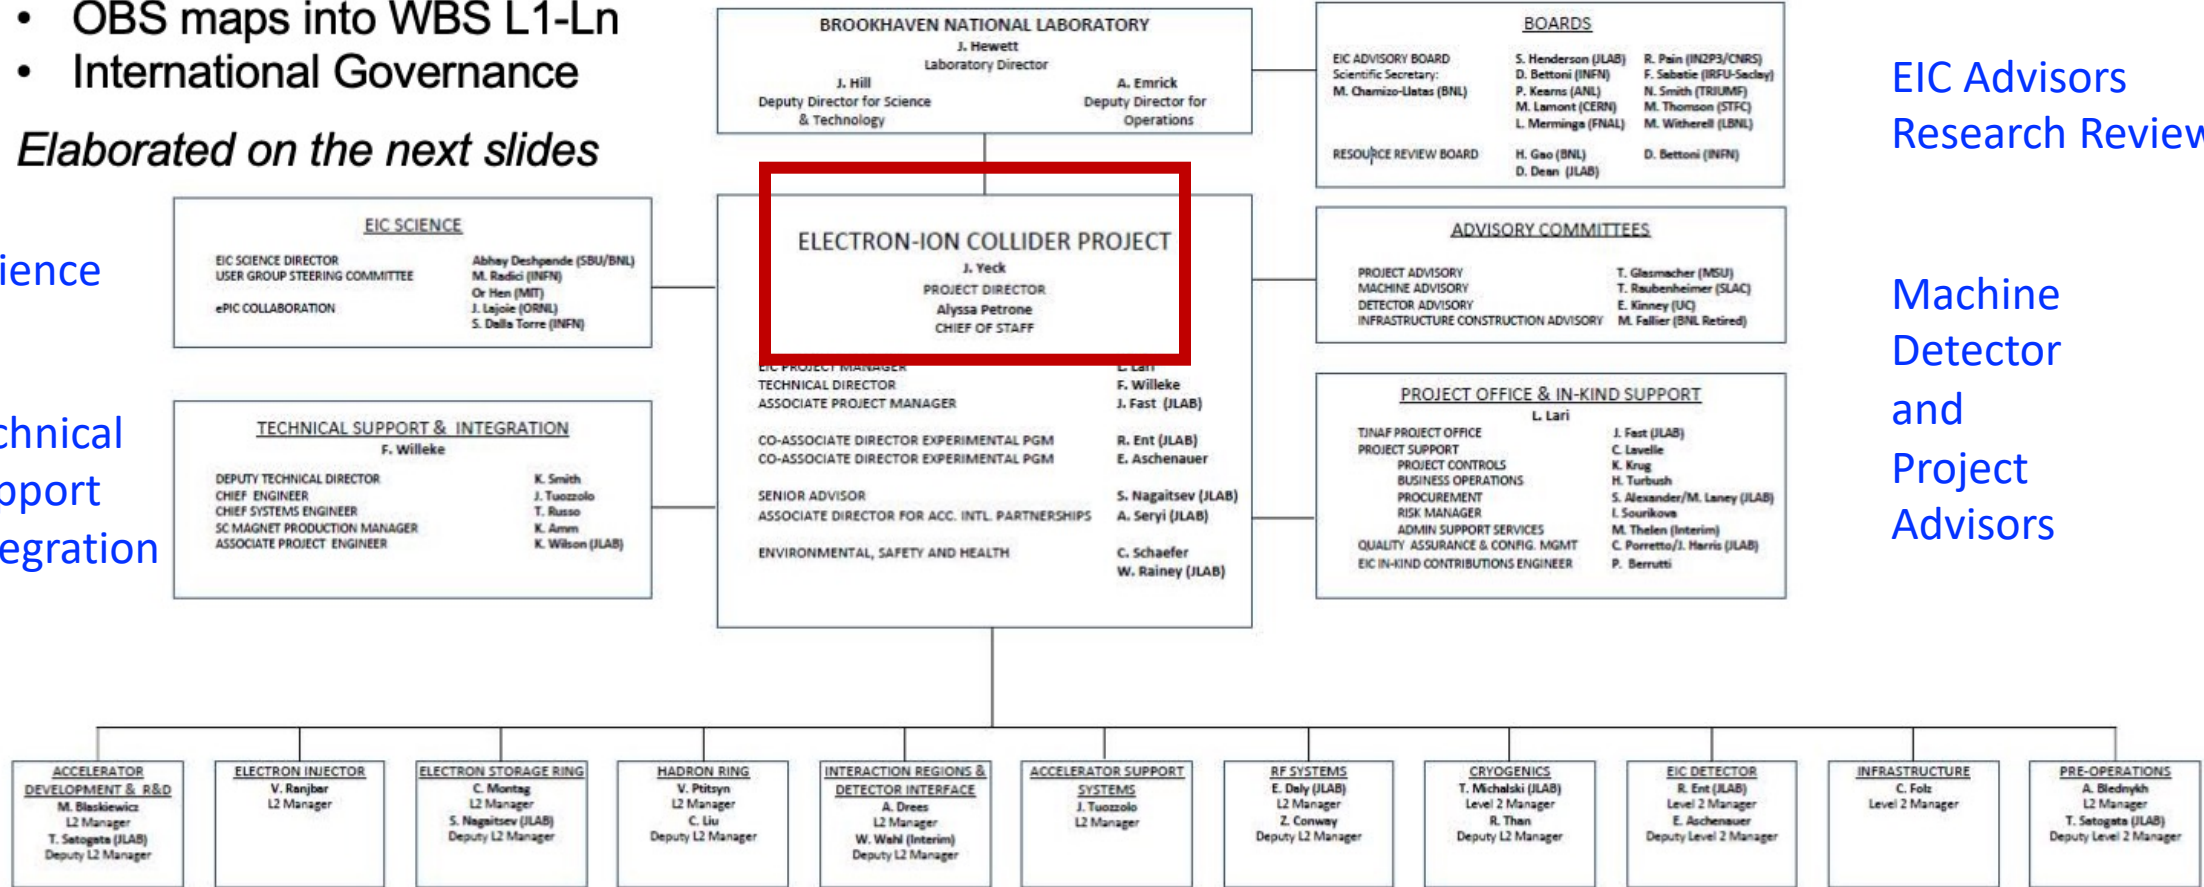 • OBS maps into WBS L1-Ln
• International Governance
Elaborated on the next slides
BROOKHAVEN NATIONAL LABORATORY
J. Hewett
Laboratory Director
J. Hill
Deputy Director for Science
& Technology
A. Emrick
Deputy Director for
Operations
BOARDS
EIC ADVISORY BOARD
Scientific Secretary:
M. Chamizo-Llatas (BNL)
S. Henderson (JLAB)
D. Bettoni (INFN)
P. Kearns (ANL)
M. Lamont (CERN)
L. Merminga (FNAL)
R. Pain (IN2P3/CNRS)
F. Sabatie (IRFU-Saclay)
N. Smith (TRIUMF)
M. Thomson (STFC)
M. Witherell (LBNL)
RESOURCE REVIEW BOARD
H. Gao (BNL)
D. Dean (JLAB)
D. Bettoni (INFN)
EIC Advisors
Research Review
EIC SCIENCE
EIC SCIENCE DIRECTOR Abhay Deshpande (SBU/BNL)
USER GROUP STEERING COMMITTEE M. Radici (INFN)
Or Hen (MIT)
ePIC COLLABORATION J. Lajoie (ORNL)
S. Dalla Torre (INFN)
ience
ELECTRON-ION COLLIDER PROJECT
J. Yeck
PROJECT DIRECTOR
Alyssa Petrone
CHIEF OF STAFF
EIC PROJECT MANAGER L. Lari
TECHNICAL DIRECTOR F. Willeke
ASSOCIATE PROJECT MANAGER J. Fast (JLAB)
CO-ASSOCIATE DIRECTOR EXPERIMENTAL PGM R. Ent (JLAB)
CO-ASSOCIATE DIRECTOR EXPERIMENTAL PGM E. Aschenauer
SENIOR ADVISOR S. Nagaitsev (JLAB)
ASSOCIATE DIRECTOR FOR ACC. INTL. PARTNERSHIPS A. Seryi (JLAB)
ENVIRONMENTAL, SAFETY AND HEALTH C. Schaefer
W. Rainey (JLAB)
ADVISORY COMMITTEES
PROJECT ADVISORY T. Glasmacher (MSU)
MACHINE ADVISORY T. Raubenheimer (SLAC)
DETECTOR ADVISORY E. Kinney (UC)
INFRASTRUCTURE CONSTRUCTION ADVISORY M. Fallier (BNL Retired)
Machine
Detector
and
Project
Advisors
chnical
pport
tegration
TECHNICAL SUPPORT & INTEGRATION
F. Willeke
DEPUTY TECHNICAL DIRECTOR K. Smith
CHIEF ENGINEER J. Tuozzolo
CHIEF SYSTEMS ENGINEER T. Russo
SC MAGNET PRODUCTION MANAGER K. Amm
ASSOCIATE PROJECT ENGINEER K. Wilson (JLAB)
PROJECT OFFICE & IN-KIND SUPPORT
L. Lari
TJNAF PROJECT OFFICE J. Fast (JLAB)
PROJECT SUPPORT C. Lavelle
PROJECT CONTROLS K. Krug
BUSINESS OPERATIONS H. Turbush
PROCUREMENT S. Alexander/M. Laney (JLAB)
RISK MANAGER I. Sourikova
ADMIN SUPPORT SERVICES M. Thelen (Interim)
QUALITY ASSURANCE & CONFIG. MGMT C. Porretto/J. Harris (JLAB)
EIC IN-KIND CONTRIBUTIONS ENGINEER P. Berrutti
ACCELERATOR
DEVELOPMENT & R&D
M. Blaskiewicz
L2 Manager
T. Satogata (JLAB)
Deputy L2 Manager
ELECTRON INJECTOR
V. Ranjbar
L2 Manager
ELECTRON STORAGE RING
C. Montag
L2 Manager
S. Nagaitsev (JLAB)
Deputy L2 Manager
HADRON RING
V. Ptitsyn
L2 Manager
C. Liu
Deputy L2 Manager
INTERACTION REGIONS &
DETECTOR INTERFACE
A. Drees
L2 Manager
W. Wahl (Interim)
Deputy L2 Manager
ACCELERATOR SUPPORT
SYSTEMS
J. Tuozzolo
L2 Manager
RF SYSTEMS
E. Daly (JLAB)
L2 Manager
Z. Conway
Deputy L2 Manager
CRYOGENICS
T. Michalski (JLAB)
Level 2 Manager
R. Than
Deputy L2 Manager
EIC DETECTOR
R. Ent (JLAB)
Level 2 Manager
E. Aschenauer
Deputy Level 2 Manager
INFRASTRUCTURE
C. Folz
Level 2 Manager
PRE-OPERATIONS
A. Blednykh
L2 Manager
T. Satogata (JLAB)
Deputy Level 2 Manager